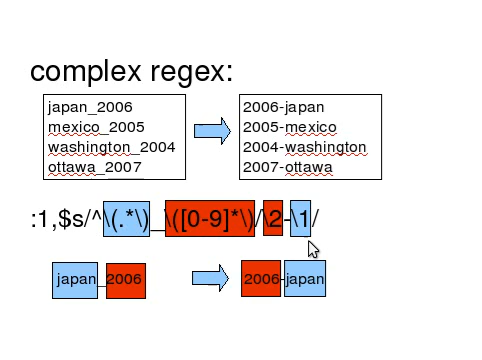 complex regex:
japan_2006
mexico_2005
washington_2004
ottawa_2007
2006-japan
2005-mexico
2004-washington
2007-ottawa
:1,$s/^\(.*\)_\([0-9]*\)/\2-\1/
japan_2006
2006-japan